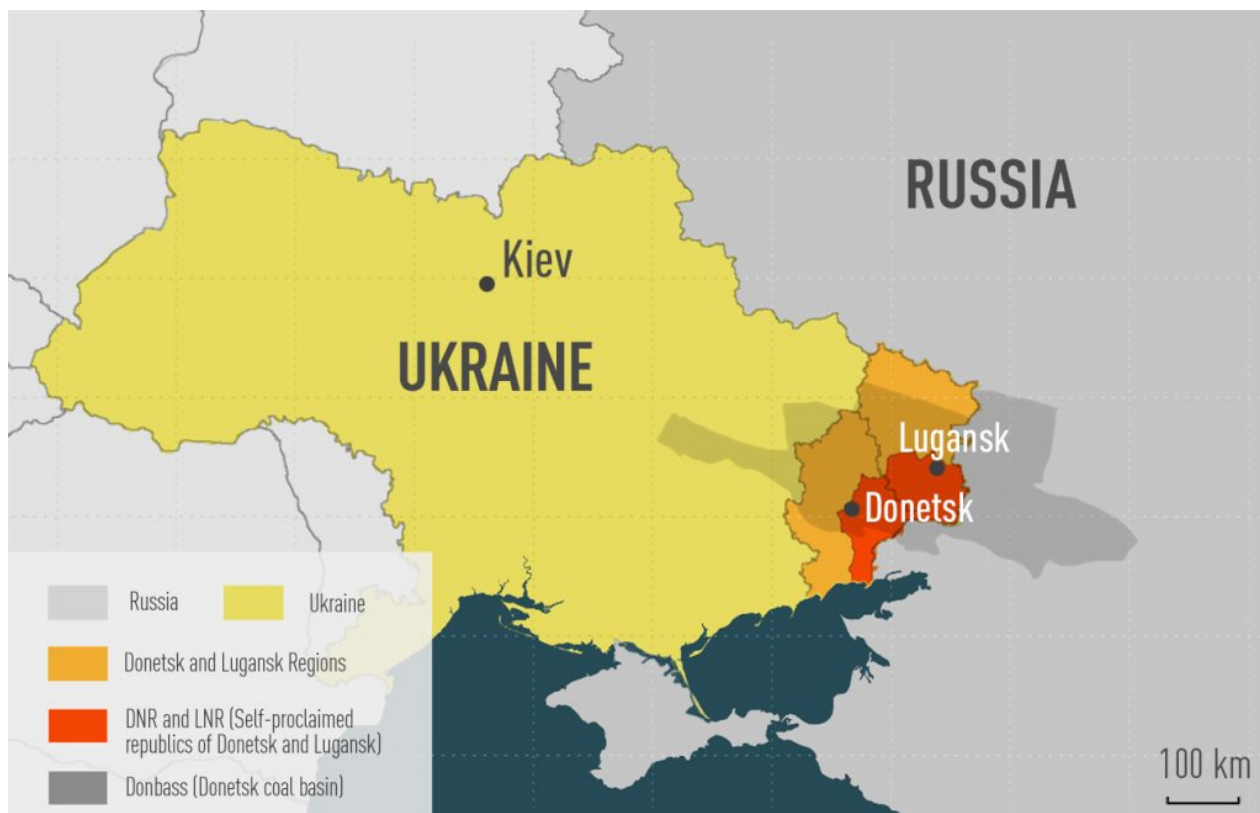 RUSSIA
Kiev
UKRAINE
Lugansk
Donetsk
Russia
Ukraine
Donetsk and Lugansk Regions
DNR and LNR (Self-proclaimed
republics of Donetsk and Lugansk)
Donbass (Donetsk coal basin)
100 km